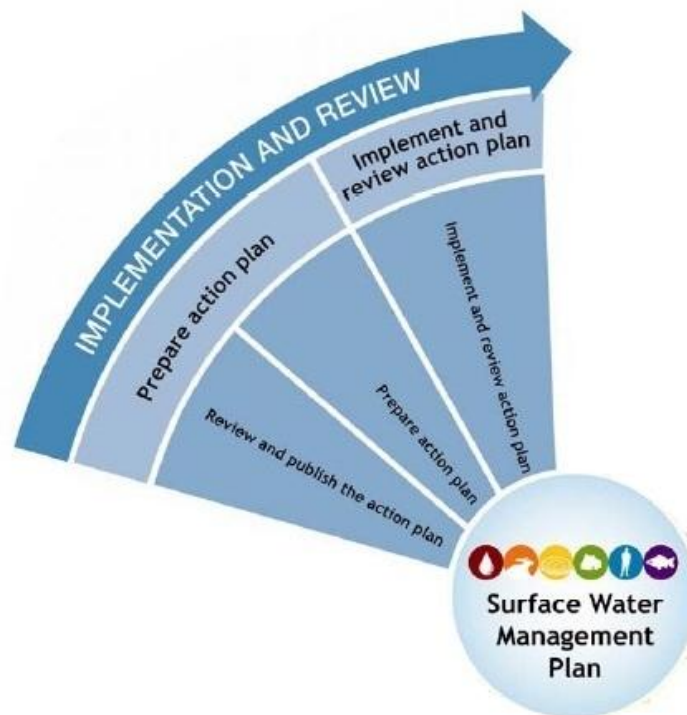 IMPLEMENTATION AND REVIEW
Implement and
review action plan
Prepare action plan
Implement and review action plan
Prepare action plan
Review and publish the action plan
Surface Water
Management
Plan